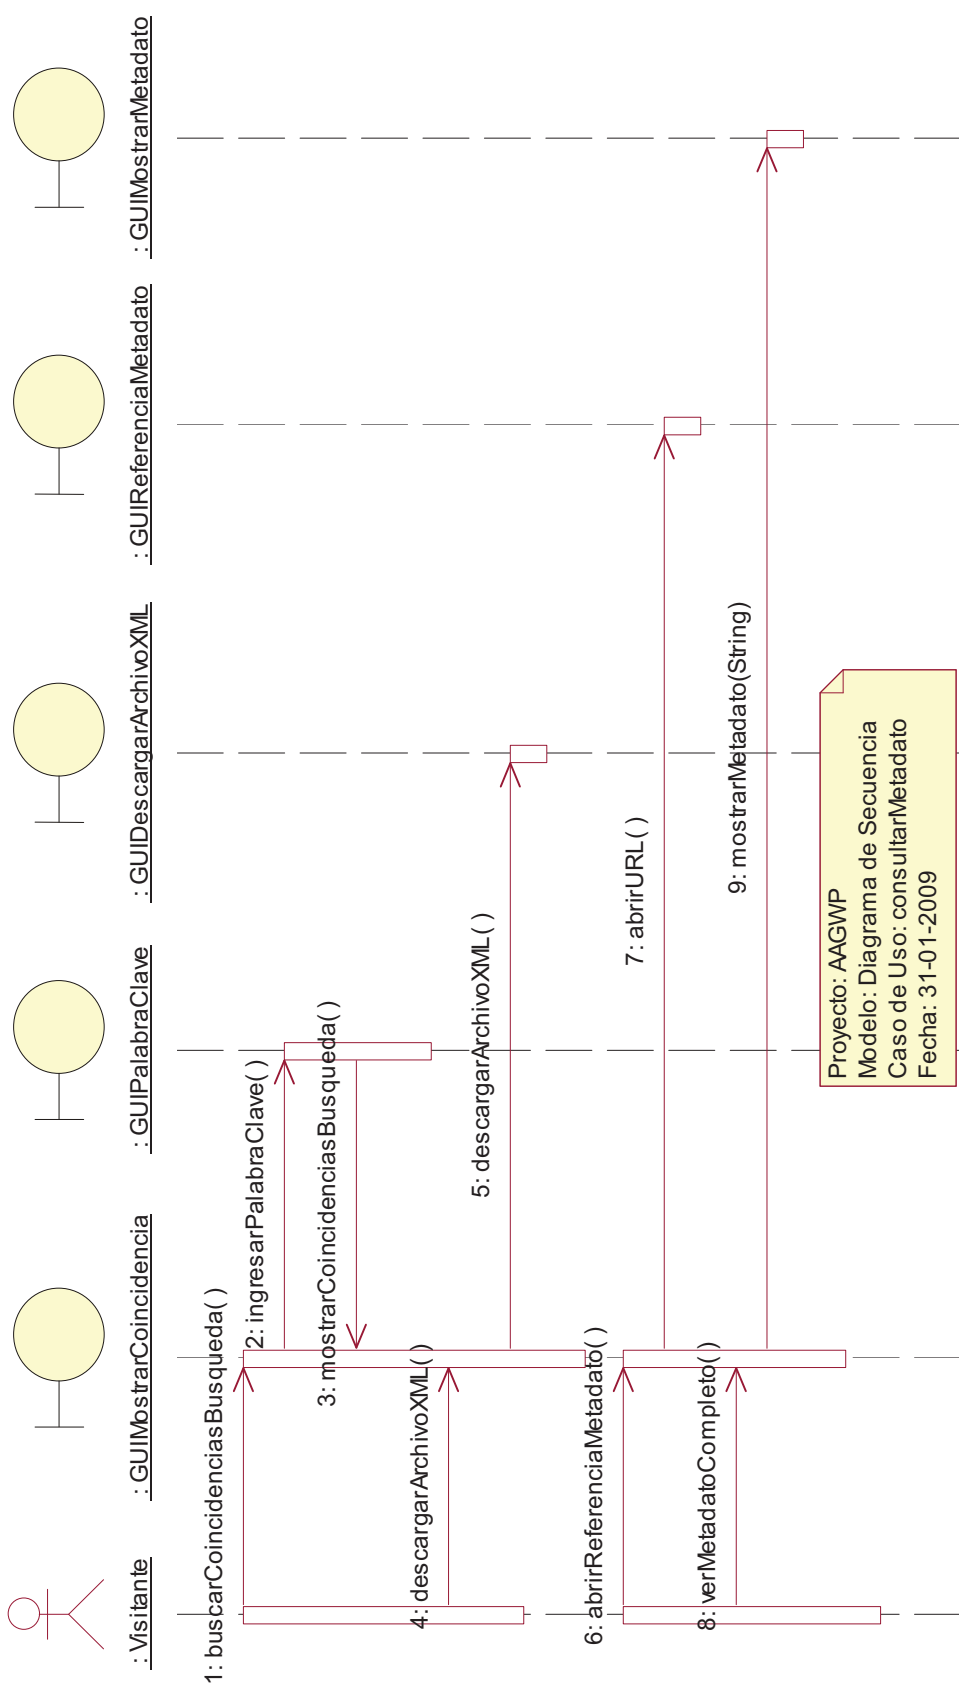 : Visitante
: GUIMostrarCoincidencia
: GUIPalabraClave
: GUIDescargarArchivoXML
: GUIReferenciaMetadato
: GUIMostrarMetadato
1: buscarCoincidenciasBusqueda( )
2: ingresarPalabraClave( )
3: mostrarCoincidenciasBusqueda( )
4: descargarArchivoXML( )
5: descargarArchivoXML( )
6: abrirReferenciaMetadato( )
7: abrirURL( )
8: verMetadatoCompleto( )
9: mostrarMetadato(String)
Proyecto: AAGWP
Modelo: Diagrama de Secuencia
Caso de Uso: consultarMetadato
Fecha: 31-01-2009